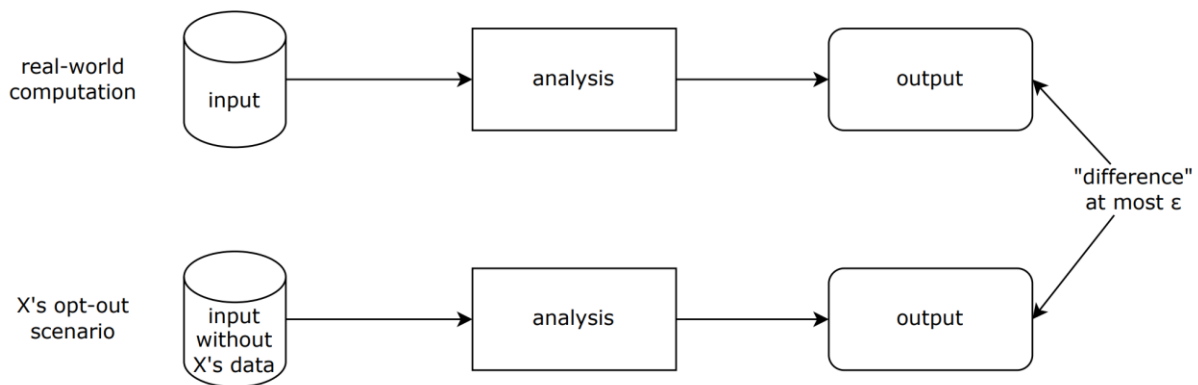 real-world
computation
input
analysis
output
"difference"
at most ε
X's opt-out
scenario
input
without
X's data
analysis
output